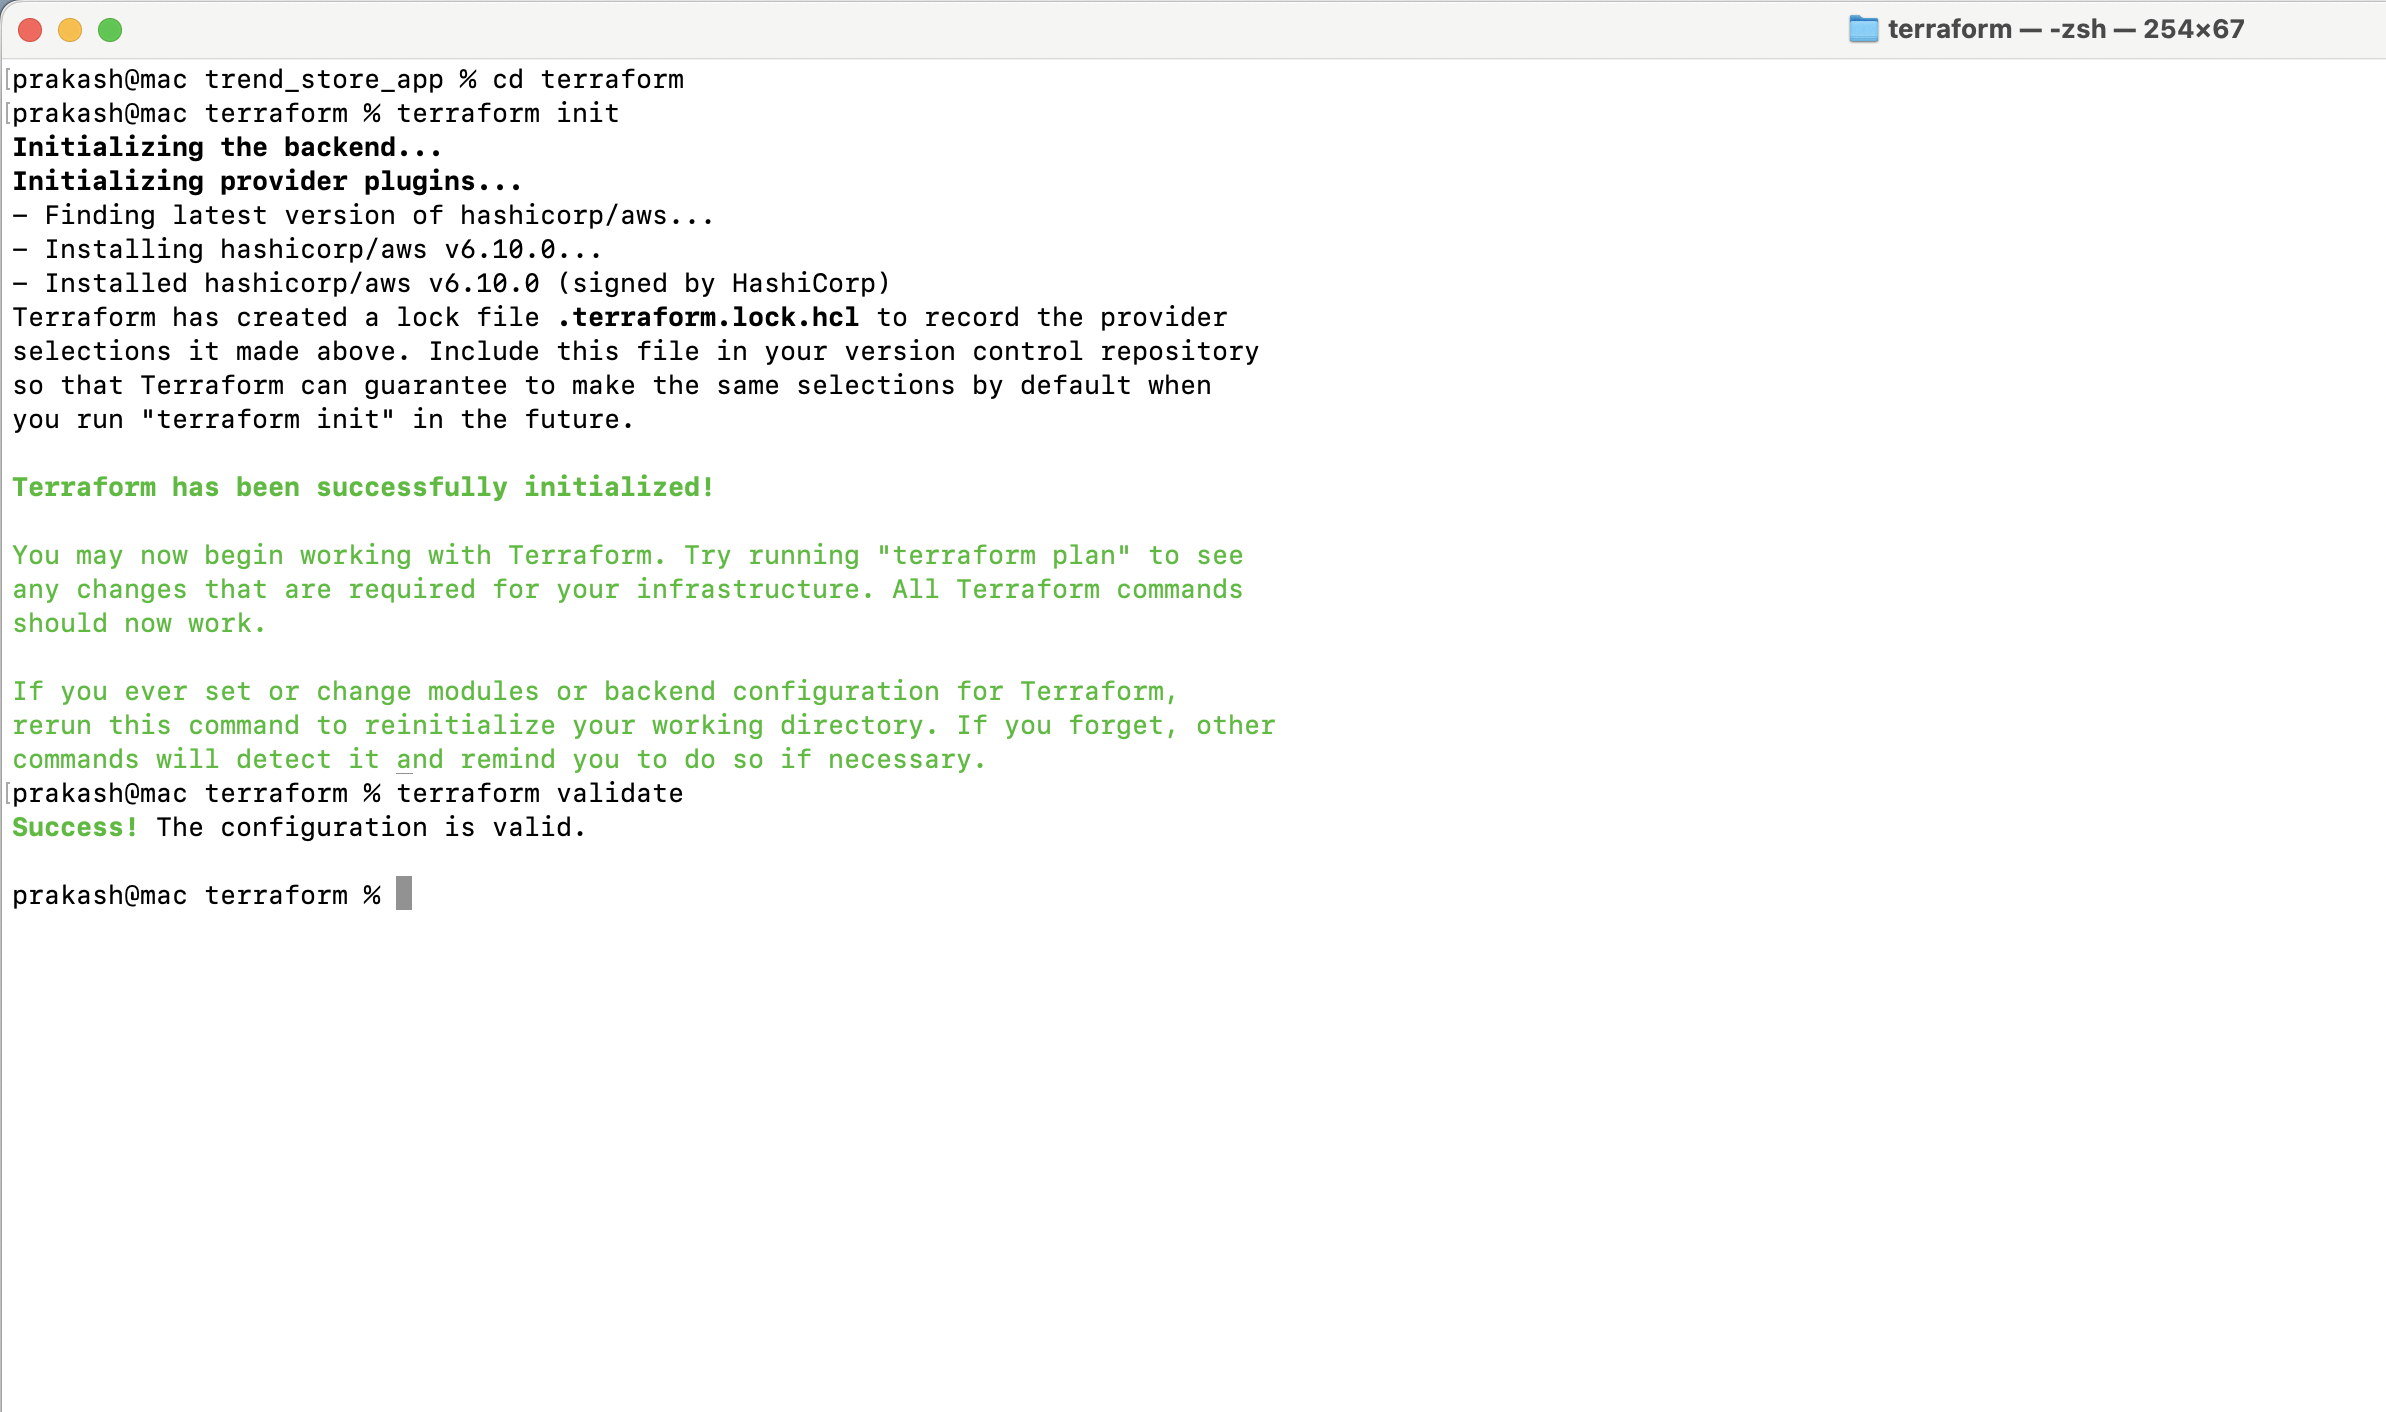 terraform — -zsh — 254×67
prakash@mac trend_store_app % cd terraform
prakash@mac terraform % terraform init
Initializing the backend...
Initializing provider plugins...
- Finding latest version of hashicorp/aws...
- Installing hashicorp/aws v6.10.0...
- Installed hashicorp/aws v6.10.0 (signed by HashiCorp)
Terraform has created a lock file .terraform.lock.hcl to record the provider
selections it made above. Include this file in your version control repository
so that Terraform can guarantee to make the same selections by default when
you run "terraform init" in the future.
Terraform has been successfully initialized!
You may now begin working with Terraform. Try running "terraform plan" to see
any changes that are required for your infrastructure. All Terraform commands
should now work.
If you ever set or change modules or backend configuration for Terraform,
rerun this command to reinitialize your working directory. If you forget, other
commands will detect it and remind you to do so if necessary.
prakash@mac terraform % terraform validate
Success! The configuration is valid.
prakash@mac terraform %